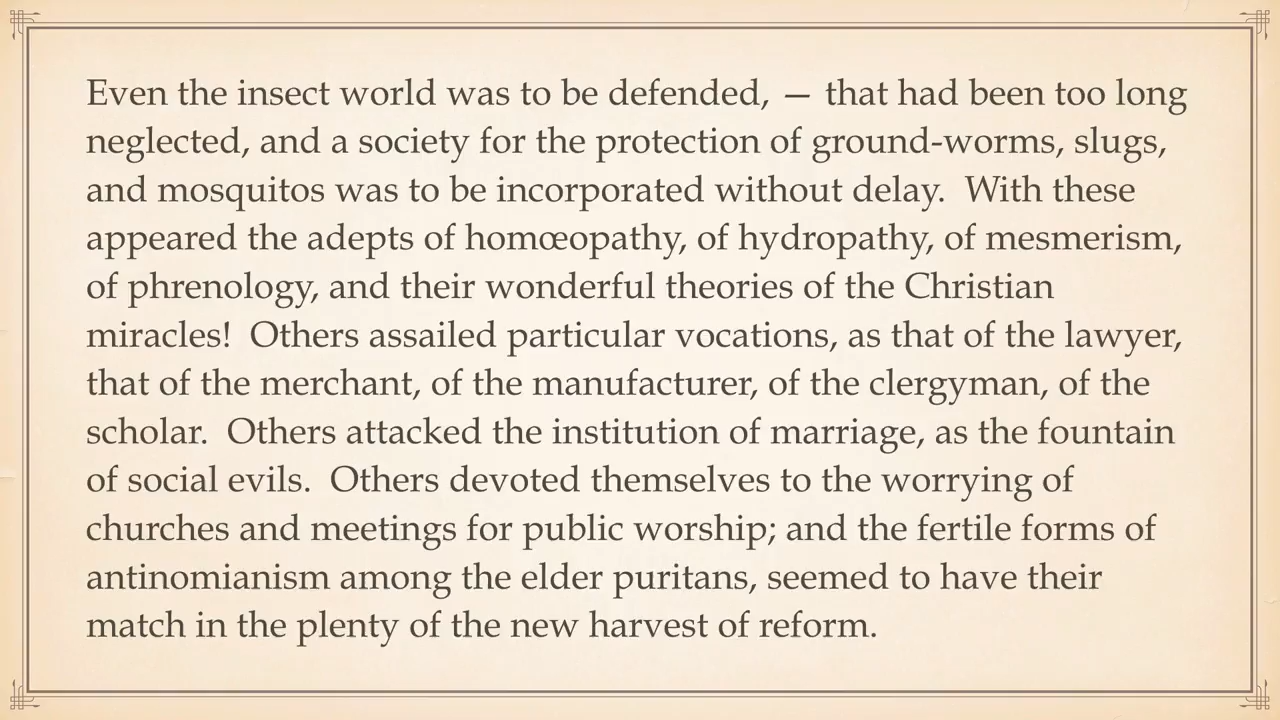 Even the insect world was to be defended, — that had been too long
neglected, and a society for the protection of ground-worms, slugs,
and mosquitos was to be incorporated without delay.  With these
appeared the adepts of homœopathy, of hydropathy, of mesmerism,
of phrenology, and their wonderful theories of the Christian
miracles!  Others assailed particular vocations, as that of the lawyer,
that of the merchant, of the manufacturer, of the clergyman, of the
scholar.  Others attacked the institution of marriage, as the fountain
of social evils.  Others devoted themselves to the worrying of
churches and meetings for public worship; and the fertile forms of
antinomianism among the elder puritans, seemed to have their
match in the plenty of the new harvest of reform.